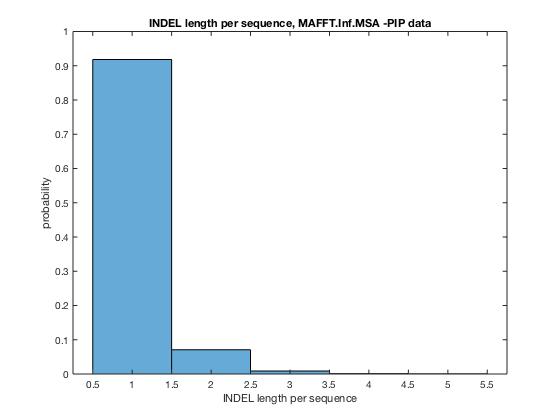 INDEL length per sequence, MAFFT.Inf.MSA -PIP data
1
0.9
0.8
0.7
0.6
0.5
0.4
0.3
0.2
0.1
0
probability
0.5 1 1.5 2 2.5 3 3.5 4 4.5 5 5.5
INDEL length per sequence